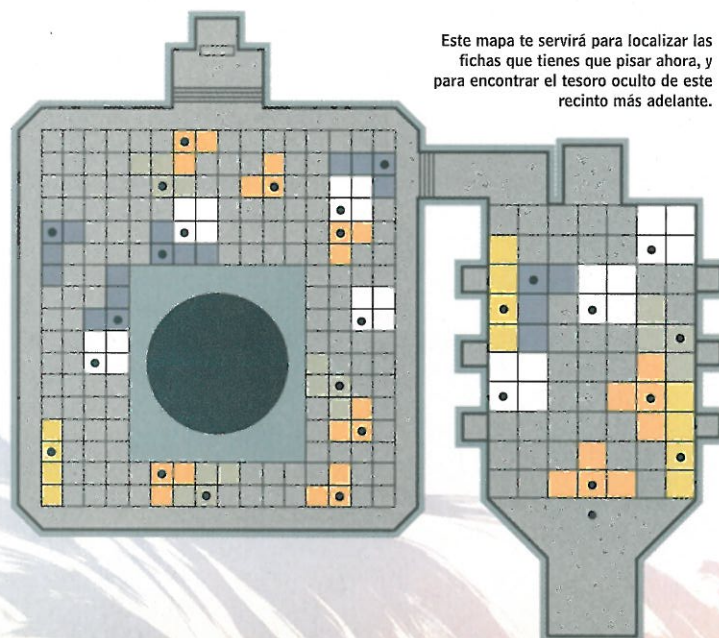 Este mapa te servirá para localizar las
fichas que tienes que pisar ahora, y
para encontrar el tesoro oculto de este
recinto más adelante.